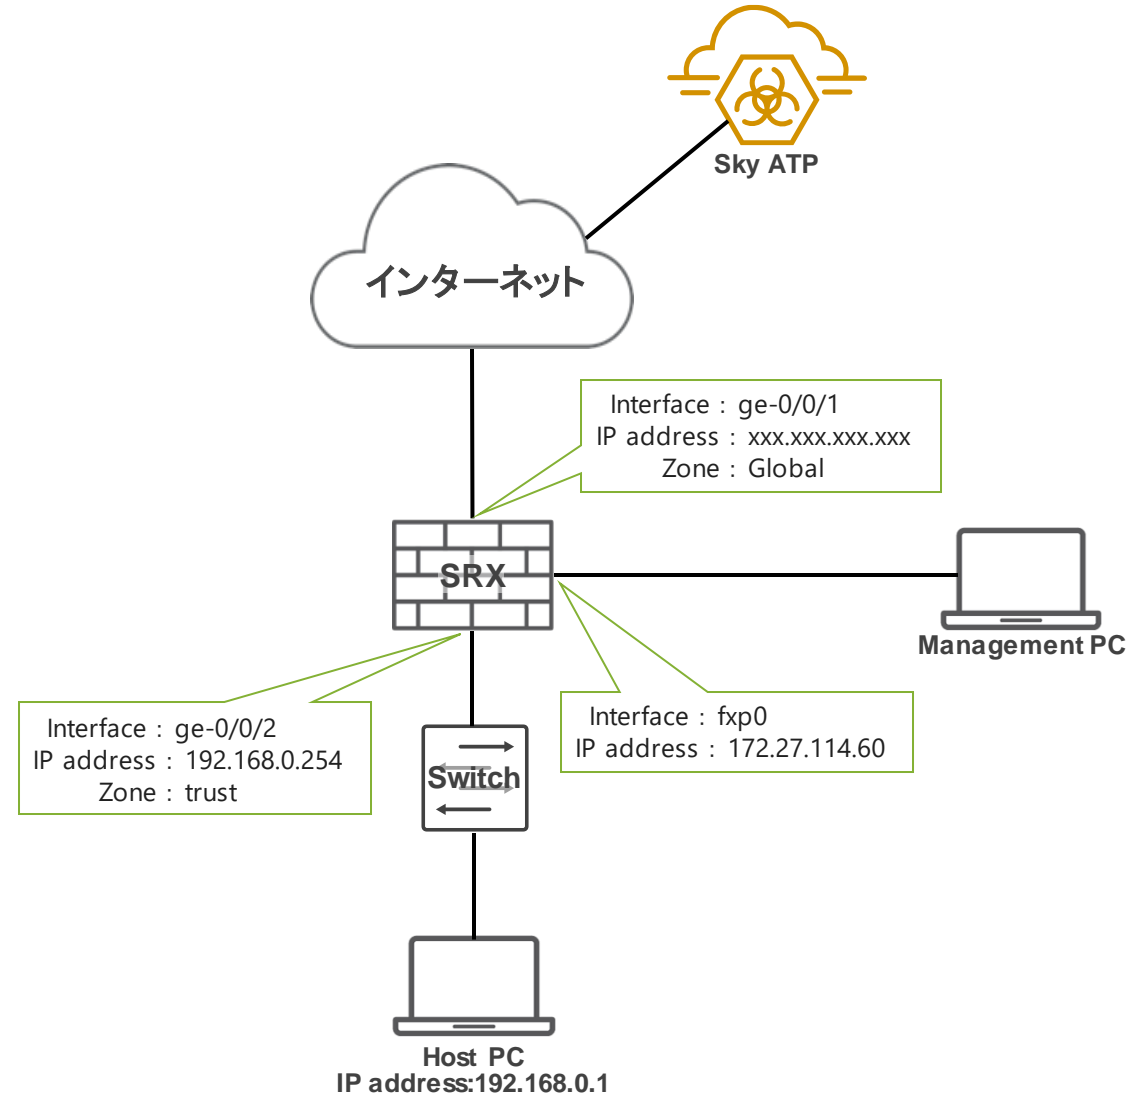 Sky ATP
インターネット
Interface : ge-0/0/1
IP address : xxx.xxx.xxx.xxx
Zone : Global
SRX
Management PC
Interface : ge-0/0/2
IP address : 192.168.0.254
Zone : trust
Interface : fxp0
IP address : 172.27.114.60
Switch
Host PC
IP address:192.168.0.1